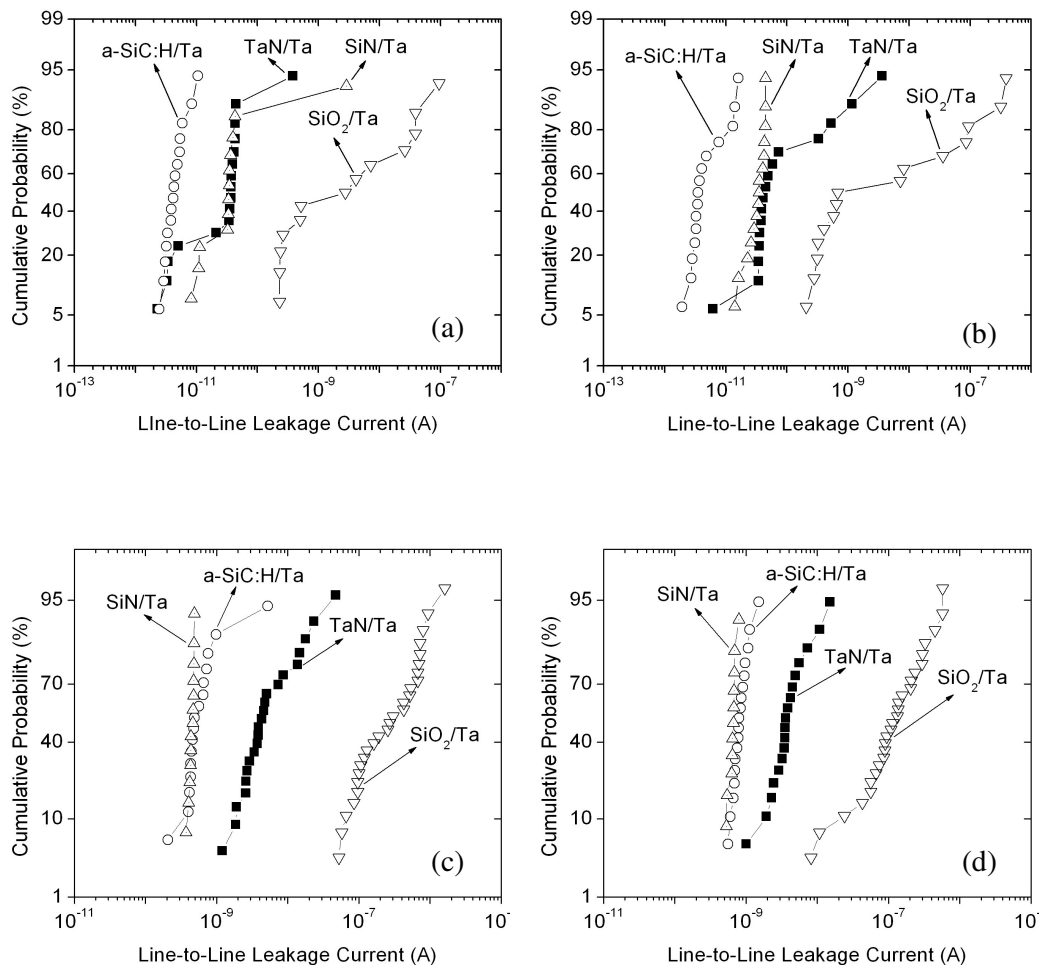 99
95
80
60
40
20
5
1
Cumulative Probability (%)
a-SiC:H/Ta
TaN/Ta
SiN/Ta
SiO2/Ta
(a)
10-13
10-11
10-9
10-7
LIne-to-Line Leakage Current (A)
99
95
80
60
40
20
5
1
Cumulative Probability (%)
a-SiC:H/Ta
SiN/Ta
TaN/Ta
SiO2/Ta
(b)
10-13
10-11
10-9
10-7
Line-to-Line Leakage Current (A)
95
70
40
10
1
Cumulative Probability (%)
a-SiC:H/Ta
SiN/Ta
TaN/Ta
SiO2/Ta
(c)
10-11
10-9
10-7
10-
Line-to-Line Leakage Current (A)
95
70
40
10
1
Cumulative Probability (%)
a-SiC:H/Ta
SiN/Ta
TaN/Ta
SiO2/Ta
(d)
10-11
10-9
10-7
10-
Line-to-Line Leakage Current (A)